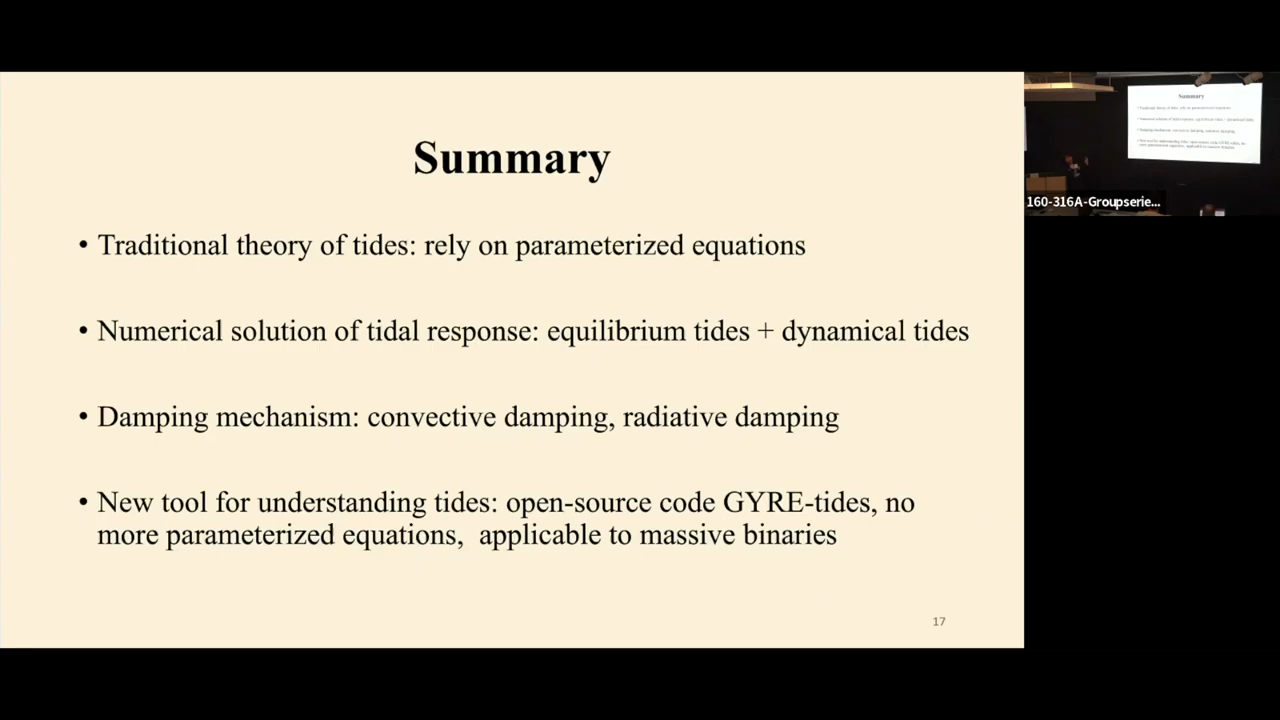 Summary
• Traditional theory of tides: rely on parameterized equations
• Numerical solution of tidal response: equilibrium tides + dynamical tides
• Damping mechanism: convective damping, radiative damping
• New tool for understanding tides: open-source code GYRE-tides, no
more parameterized equations,  applicable to massive binaries
17
Summary
160-316A-Groupserie...